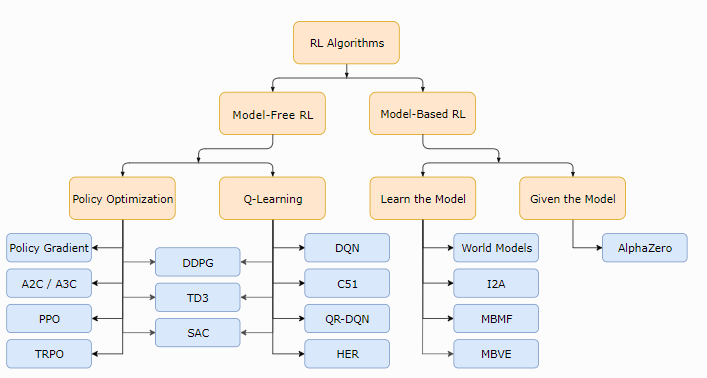 RL Algorithms
Model-Free RL
Model-Based RL
Policy Optimization
Q-Learning
Learn the Model
Given the Model
Policy Gradient
DDPG
DQN
World Models
AlphaZero
A2C / A3C
TD3
C51
I2A
PPO
SAC
QR-DQN
MBMF
TRPO
HER
MBVE